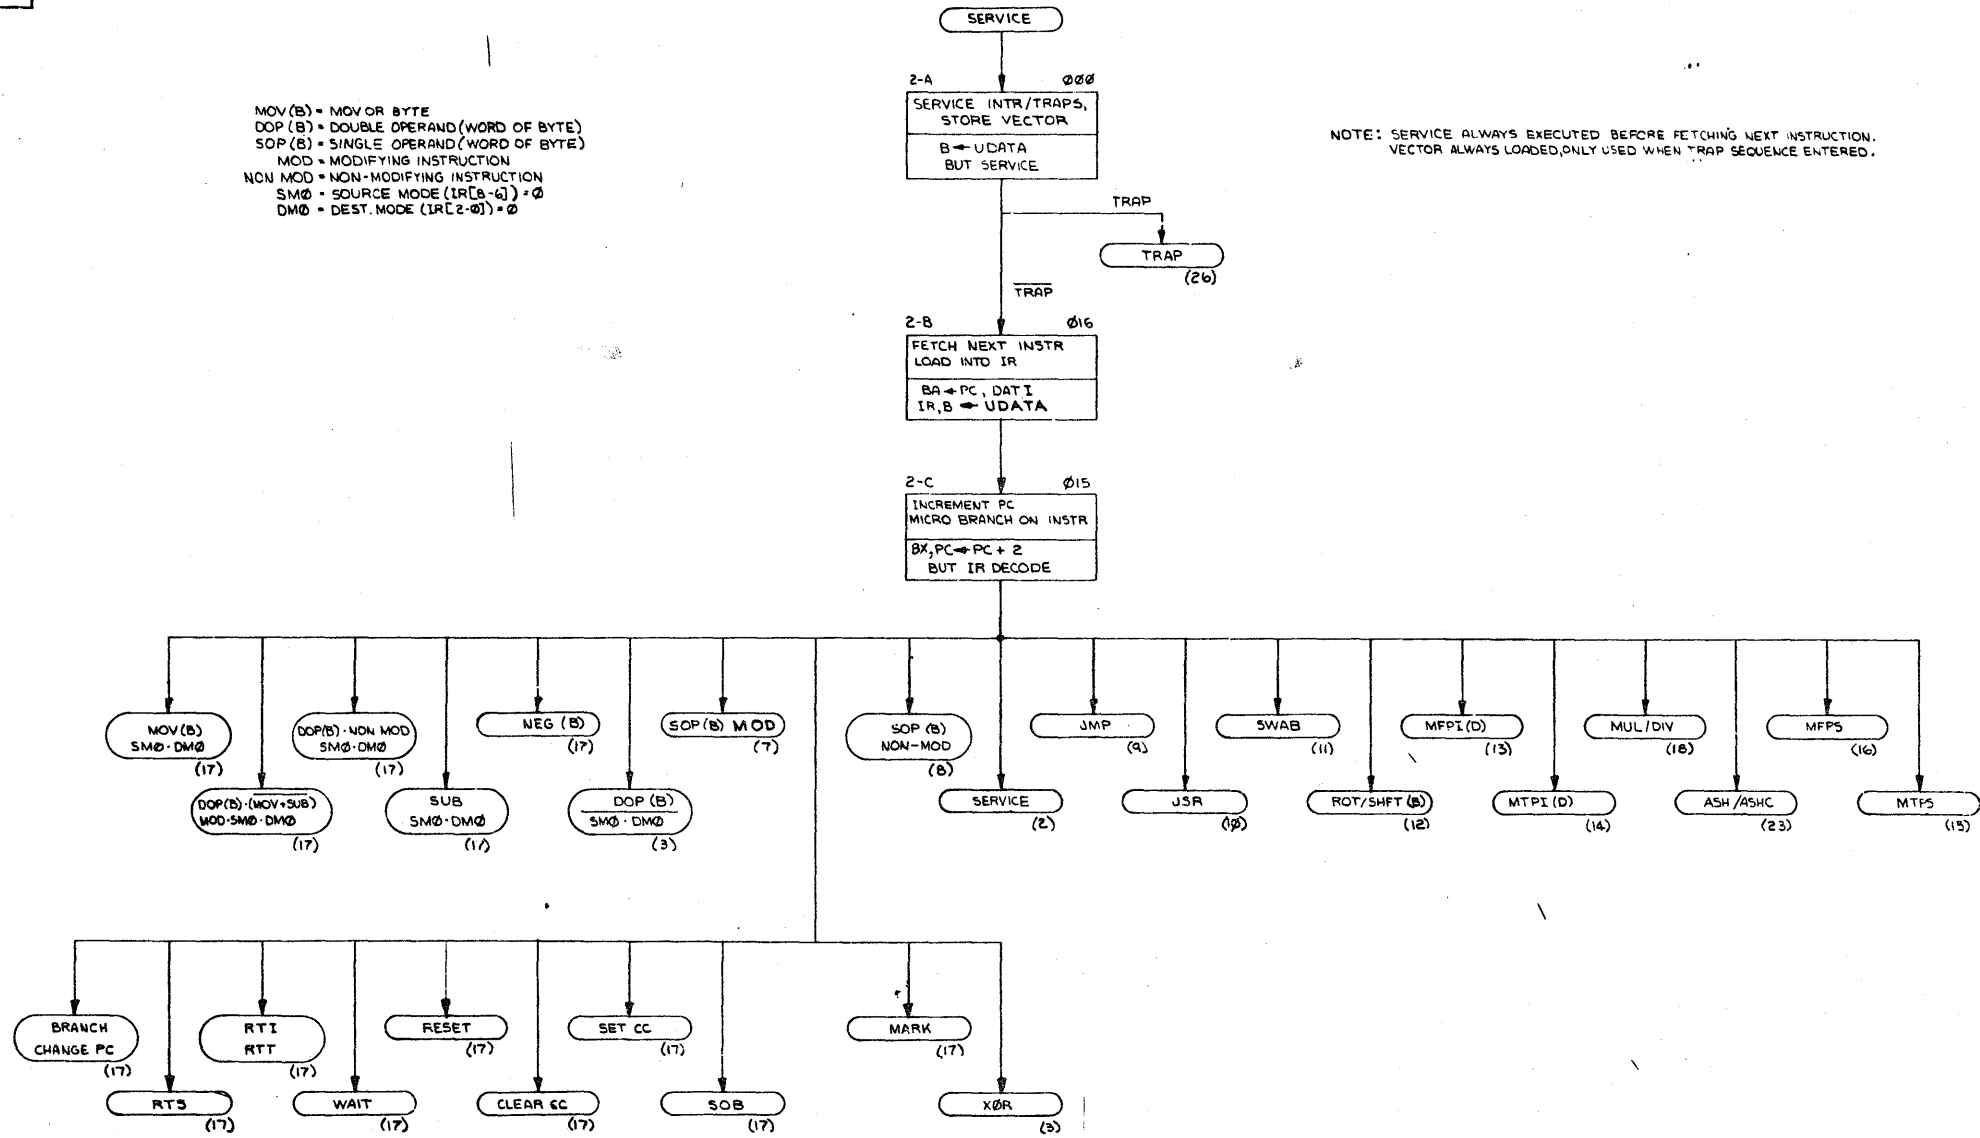 SERVICE
2-A ØØØ
SERVICE INTR/TRAPS,
STORE VECTOR
B ← UDATA
BUT SERVICE
MOV(B) = MOV OR BYTE
DOP(B) = DOUBLE OPERAND(WORD OF BYTE)
SOP(B) = SINGLE OPERAND(WORD OF BYTE)
MOD = MODIFYING INSTRUCTION
NON MOD = NON-MODIFYING INSTRUCTION
SMØ = SOURCE MODE(IR[8-6])=Ø
DMØ = DEST. MODE(IR[2-Ø])=Ø
NOTE: SERVICE ALWAYS EXECUTED BEFORE FETCHING NEXT INSTRUCTION.
VECTOR ALWAYS LOADED,ONLY USED WHEN TRAP SEQUENCE ENTERED.
TRAP
TRAP
(26)
TRAP
2-B Ø16
FETCH NEXT INSTR
LOAD INTO IR
BA ← PC, DATI
IR,B ← UDATA
2-C Ø15
INCREMENT PC
MICRO BRANCH ON INSTR
BX,PC ← PC + 2
BUT IR DECODE
MOV(B)
SMØ·DMØ
(17)
DOP(B)·NON MOD
SMØ·DMØ
(17)
NEG (B)
(17)
SOP(B) MOD
(7)
SOP (B)
NON-MOD
(8)
JMP
(9)
SWAB
(11)
MFPI(D)
(13)
MUL/DIV
(18)
MFPS
(16)
DOP(B)·(MOV+SUB)
MOD·SMØ·DMØ
(17)
SUB
SMØ·DMØ
(17)
DOP (B)
SMØ · DMØ
(3)
SERVICE
(2)
JSR
(1Ø)
ROT/SHFT(B)
(12)
MTPI(D)
(14)
ASH/ASHC
(23)
MTPS
(15)
BRANCH
CHANGE PC
(17)
RTI
RTT
(17)
RESET
(17)
SET CC
(17)
MARK
(17)
RTS
(17)
WAIT
(17)
CLEAR CC
(17)
SOB
(17)
XØR
(3)